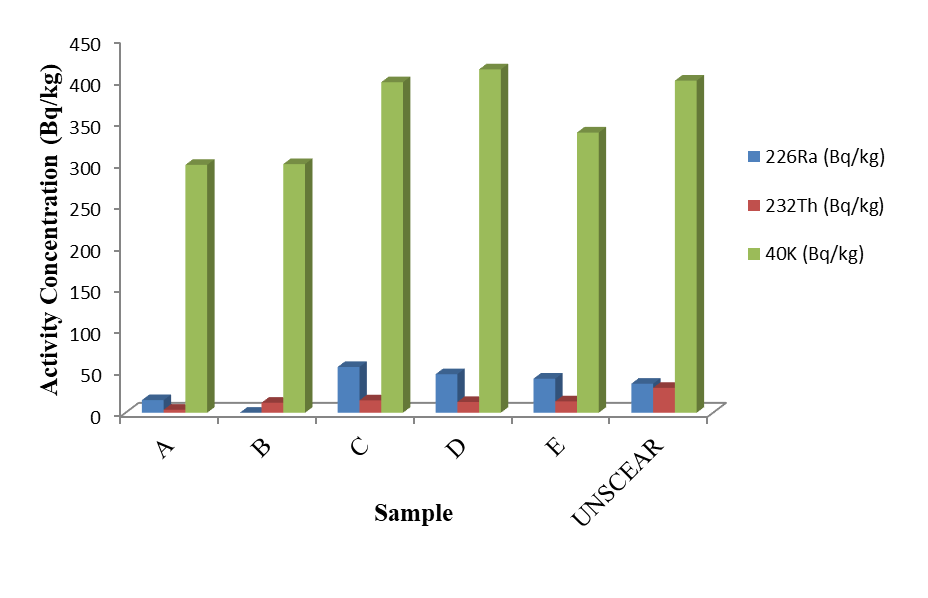 Activity Concentration (Bq/kg)
450
400
350
300
250
200
150
100
50
0
A
B
C
D
E
UNSCEAR
Sample
226Ra (Bq/kg)
232Th (Bq/kg)
40K (Bq/kg)